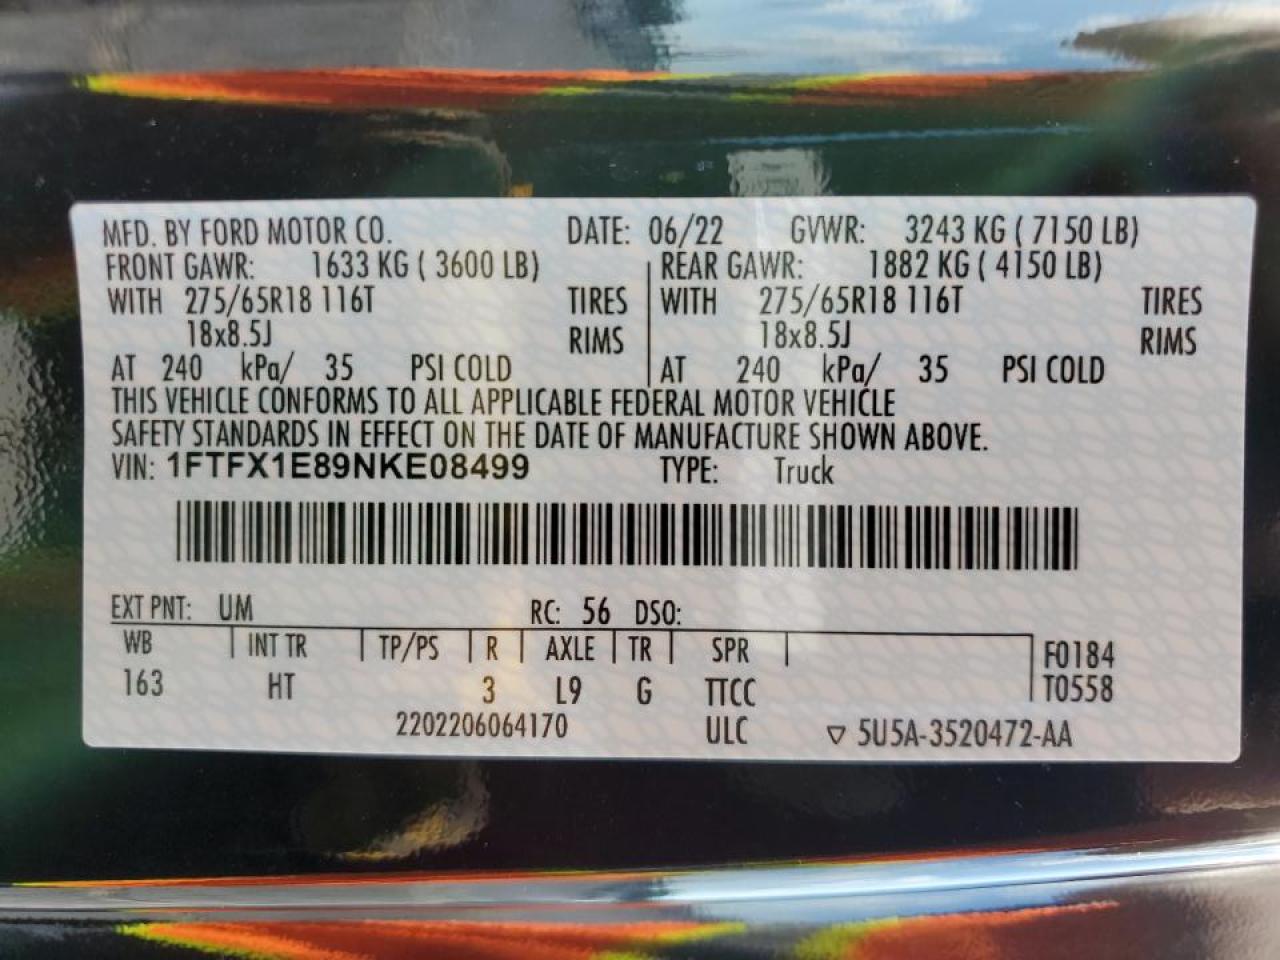 MFD. BY FORD MOTOR CO. DATE: 06/22 GVWR: 3243 KG ( 7150 LB)
FRONT GAWR: 1633 KG ( 3600 LB) REAR GAWR: 1882 KG ( 4150 LB)
WITH 275/65R18 116T TIRES WITH 275/65R18 116T TIRES
18x8.5J RIMS 18x8.5J RIMS
AT 240 kPa/ 35 PSI COLD AT 240 kPa/ 35 PSI COLD
THIS VEHICLE CONFORMS TO ALL APPLICABLE FEDERAL MOTOR VEHICLE
SAFETY STANDARDS IN EFFECT ON THE DATE OF MANUFACTURE SHOWN ABOVE.
VIN: 1FTFX1E89NKE08499 TYPE: Truck
EXT PNT: UM RC: 56 DSO:
WB INT TR TP/PS R AXLE TR SPR F0184
163 HT 3 L9 G TTCC T0558
2202206064170 ULC ▽ 5U5A-3520472-AA